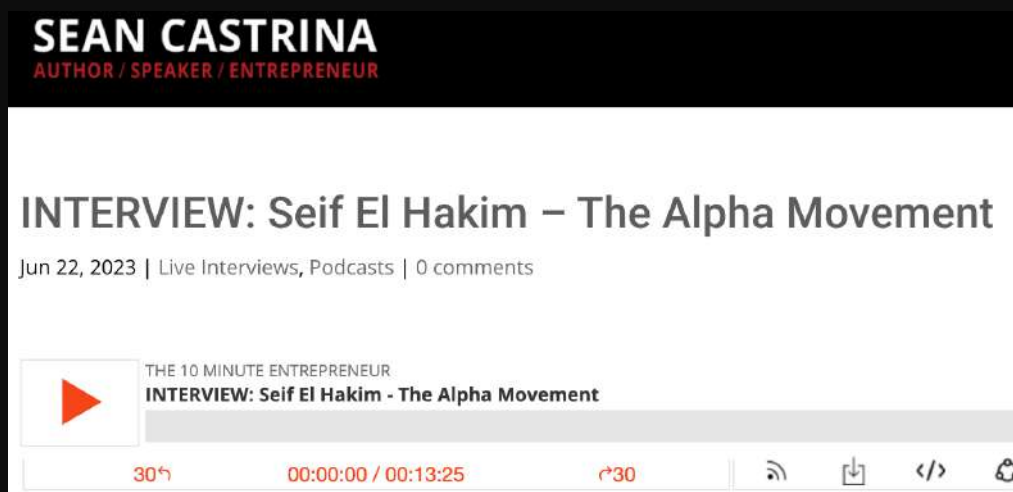 SEAN CASTRINA
AUTHOR / SPEAKER / ENTREPRENEUR
INTERVIEW: Seif El Hakim – The Alpha Movement
Jun 22, 2023 | Live Interviews, Podcasts | 0 comments
THE 10 MINUTE ENTREPRENEUR
INTERVIEW: Seif El Hakim - The Alpha Movement
30 00:00:00 / 00:13:25 30